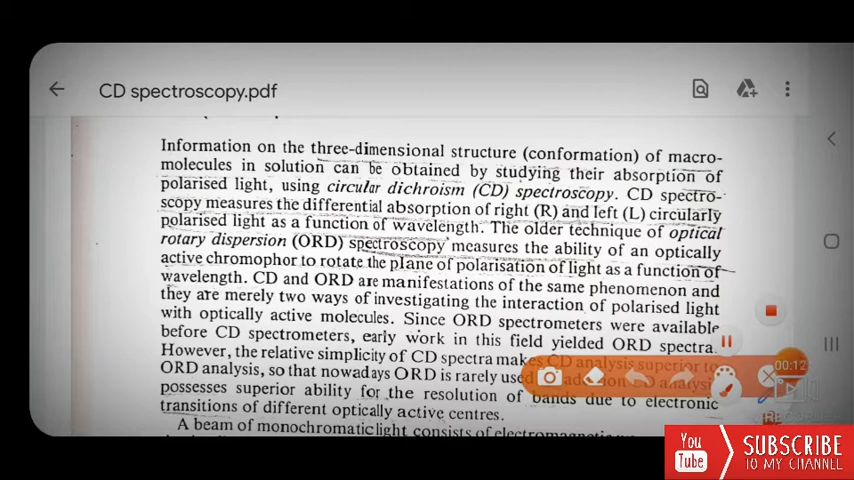 CD spectroscopy.pdf
Information on the three-dimensional structure (conformation) of macro-
molecules in solution can be obtained by studying their absorption of
polarised light, using circular dichroism (CD) spectroscopy. CD spectro-
scopy measures the differential absorption of right (R) and left (L) circularly
polarised light as a function of wavelength. The older technique of optical
rotary dispersion (ORD) spectroscopy measures the ability of an optically
active chromophor to rotate the plane of polarisation of light as a function of
wavelength. CD and ORD are manifestations of the same phenomenon and
they are merely two ways of investigating the interaction of polarised light
with optically active molecules. Since ORD spectrometers were available
before CD spectrometers, early work in this field yielded ORD spectra.
However, the relative simplicity of CD spectra makes CD analysis superior to
ORD analysis, so that nowadays ORD is rarely used
possesses superior ability for the resolution of bands due to electronic
transitions of different optically active centres.
A beam of monochromatic light consists of
00:12
You
Tube
SUBSCRIBE
TO MY CHANNEL